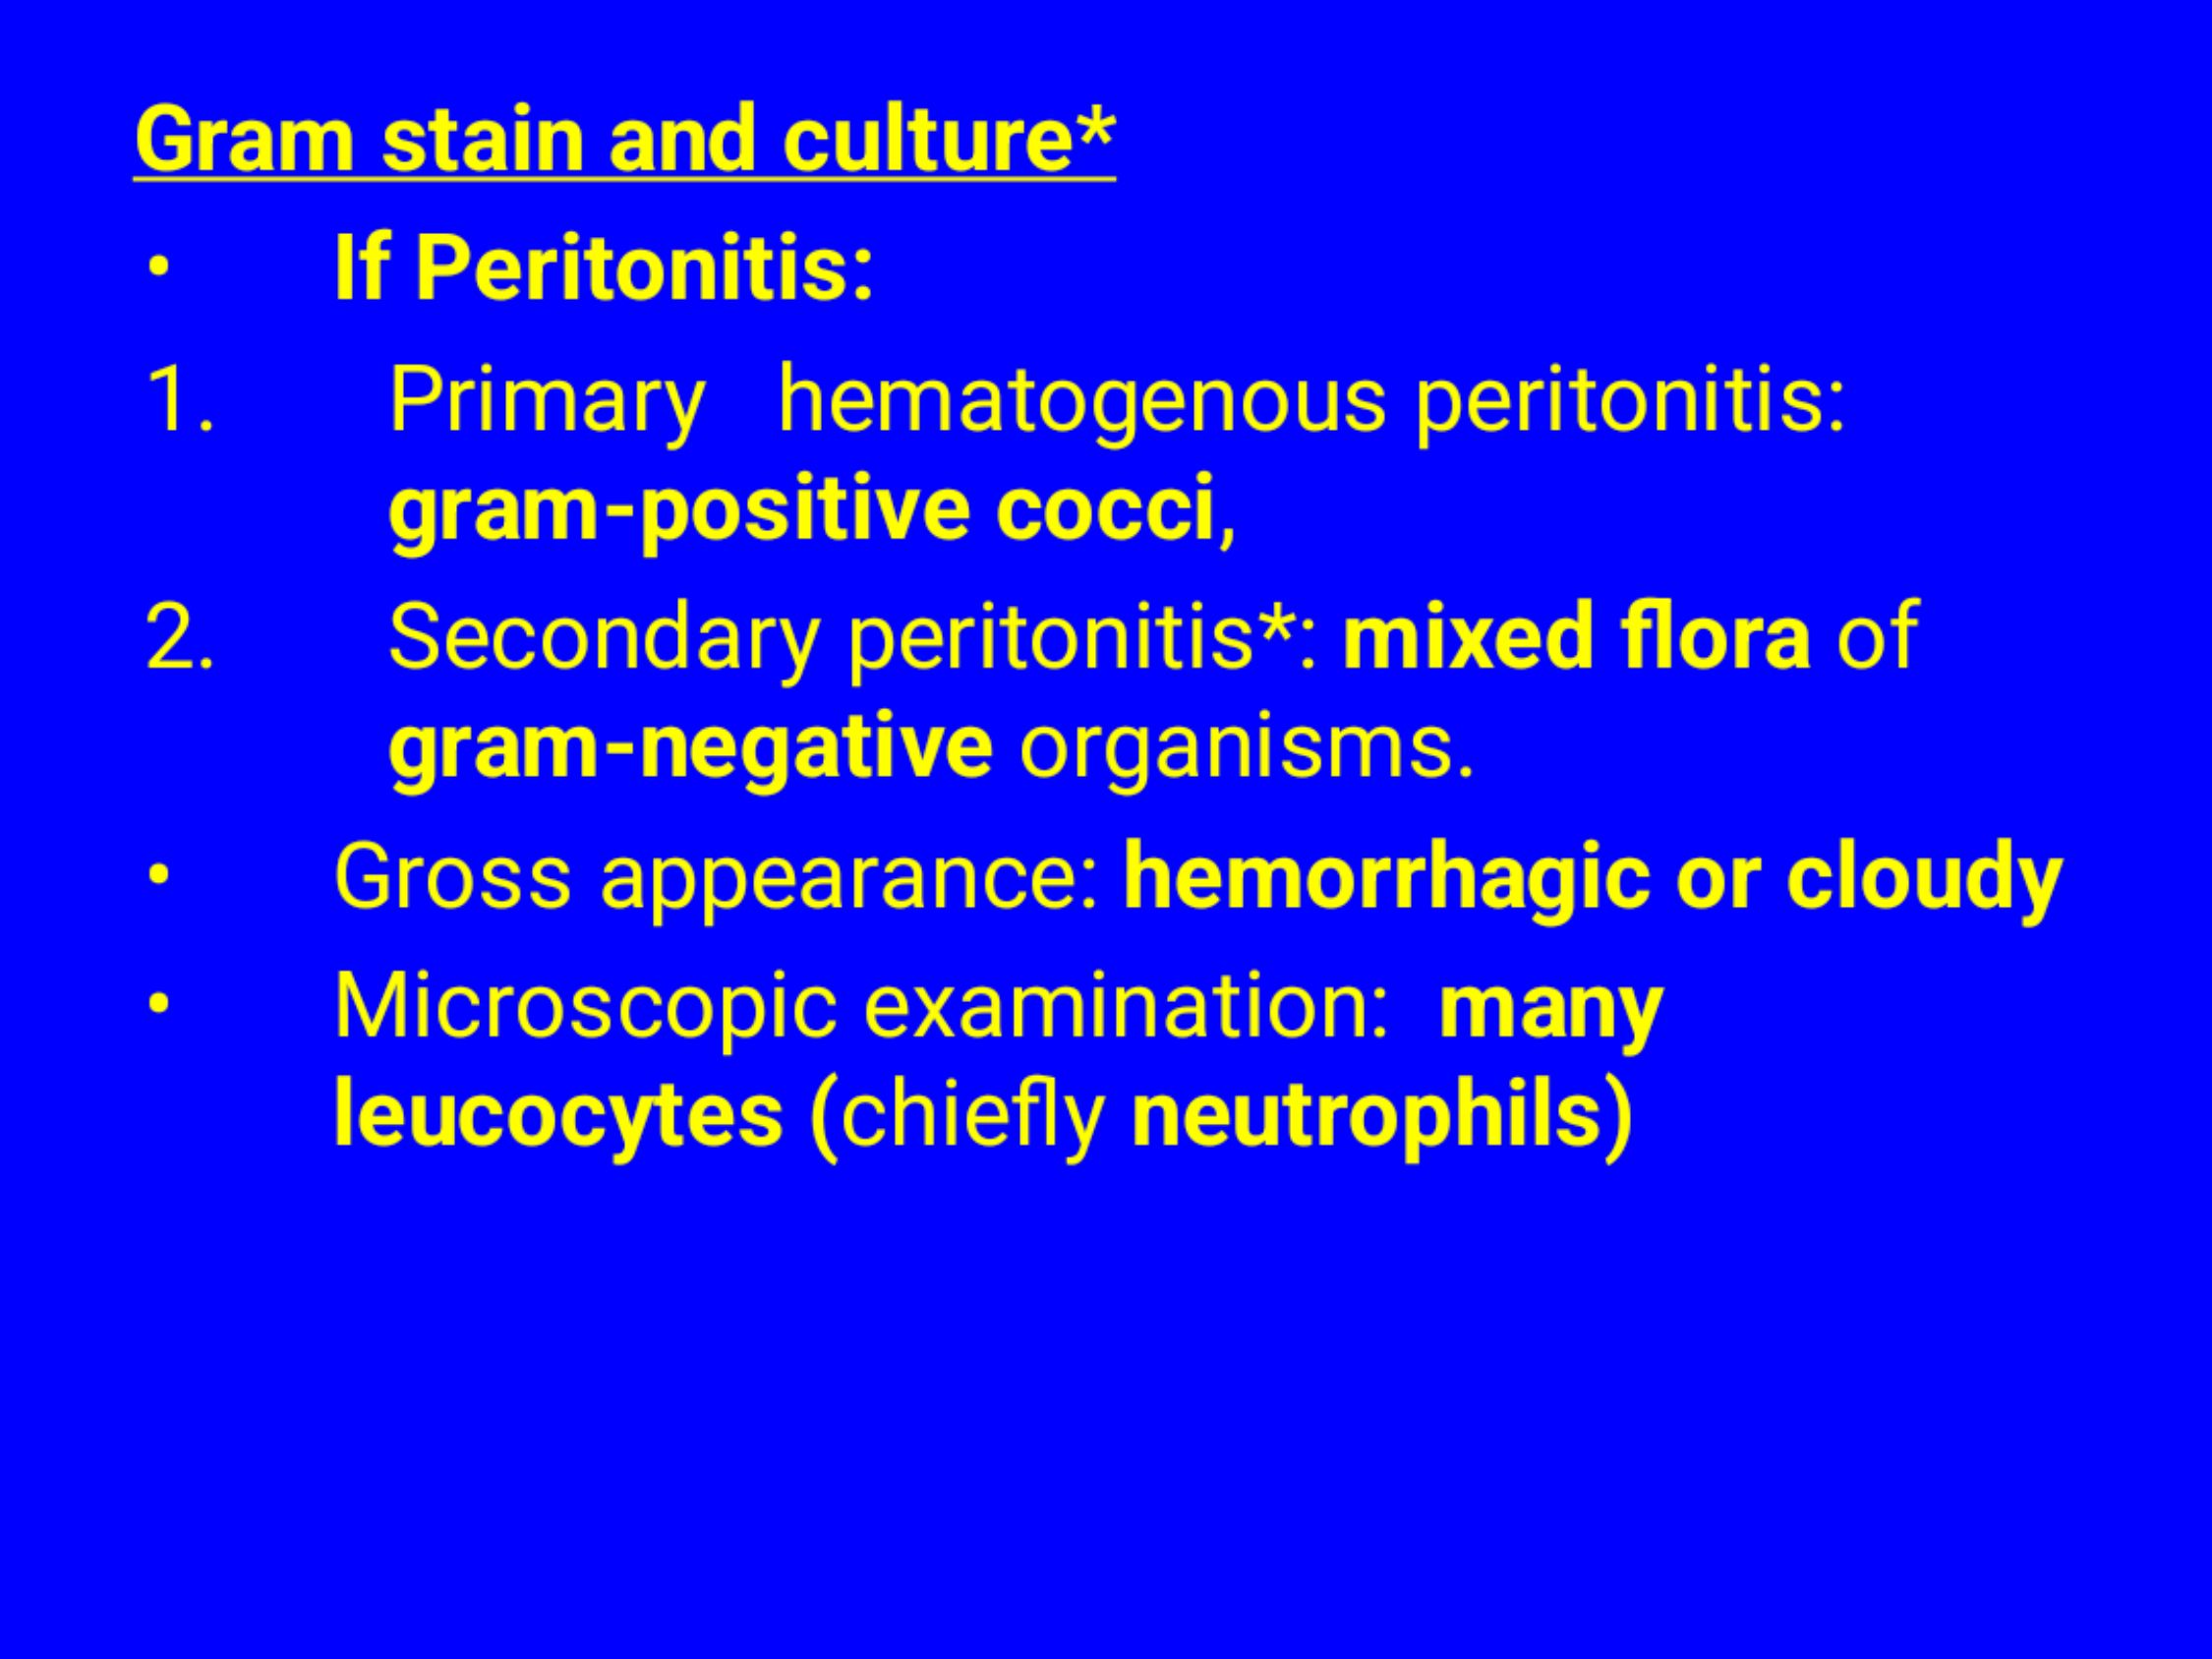 Gram stain and culture*
• If Peritonitis:
1. Primary hematogenous peritonitis:
gram-positive cocci,
2. Secondary peritonitis*: mixed flora of
gram-negative organisms.
• Gross appearance: hemorrhagic or cloudy
• Microscopic examination: many
leucocytes (chiefly neutrophils)